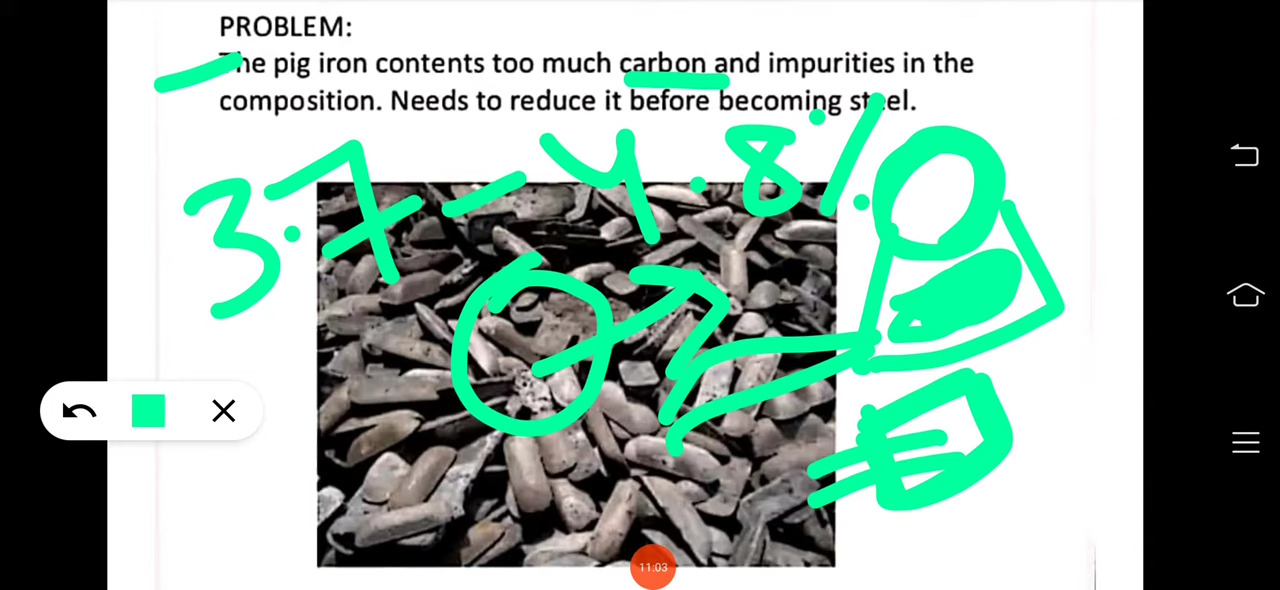 PROBLEM:
The pig iron contents too much carbon and impurities in the
composition. Needs to reduce it before becoming steel.
3.7-4.8%
11:03